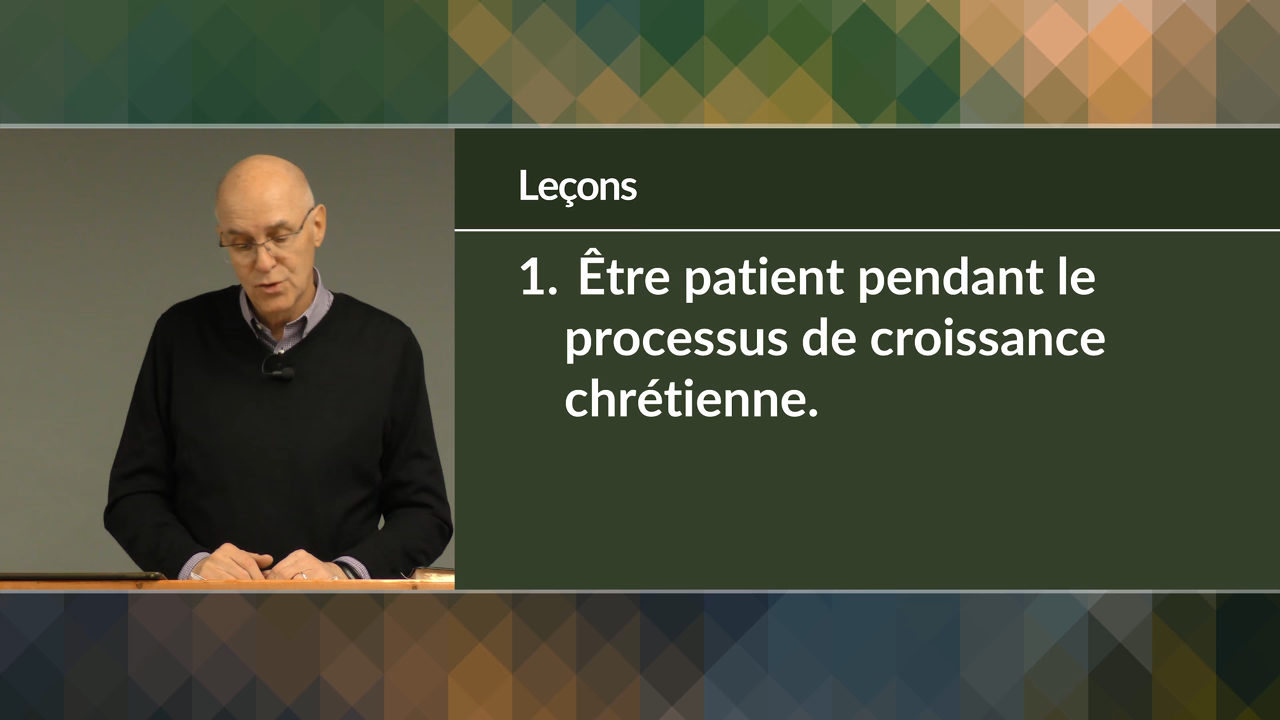 Leçons
1. Être patient pendant le
processus de croissance
chrétienne.